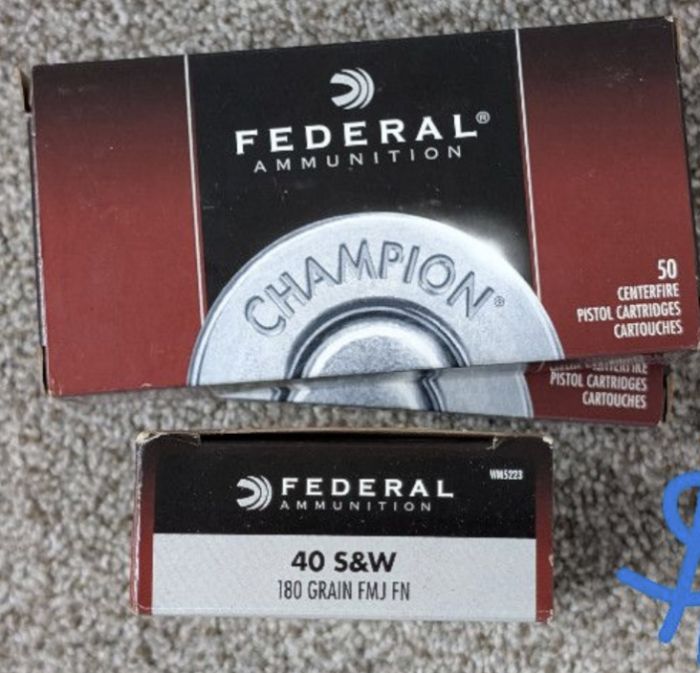 FEDERAL®
AMMUNITION
CHAMPION®
50
CENTERFIRE
PISTOL CARTRIDGES
CARTOUCHES
CENTERFIRE
PISTOL CARTRIDGES
CARTOUCHES
WM5223
FEDERAL
AMMUNITION
40 S&W
180 GRAIN FMJ FN